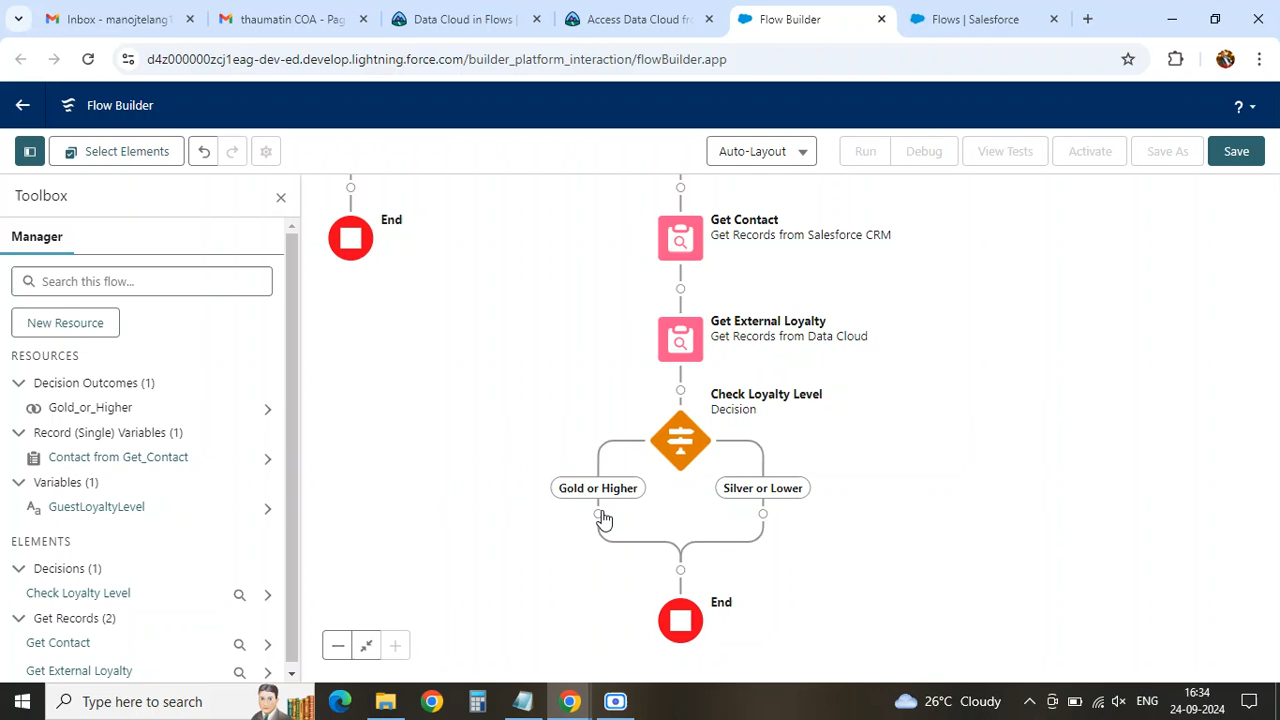 Inbox - manojtelang1
thaumatin COA - Pag
Data Cloud in Flows |
Access Data Cloud fro
Flow Builder
Flows | Salesforce
d4z000000zcj1eag-dev-ed.develop.lightning.force.com/builder_platform_interaction/flowBuilder.app
Flow Builder
?
Select Elements
Auto-Layout
Run
Debug
View Tests
Activate
Save As
Save
Toolbox
Manager
Search this flow...
New Resource
RESOURCES
Decision Outcomes (1)
Gold_or_Higher
Record (Single) Variables (1)
Contact from Get_Contact
Variables (1)
Aa
GuestLoyaltyLevel
ELEMENTS
Decisions (1)
Check Loyalty Level
Get Records (2)
Get Contact
Get External Loyalty
End
Get Contact
Get Records from Salesforce CRM
Get External Loyalty
Get Records from Data Cloud
Check Loyalty Level
Decision
Gold or Higher
Silver or Lower
End
Type here to search
26°C Cloudy
ENG
16:34
24-09-2024